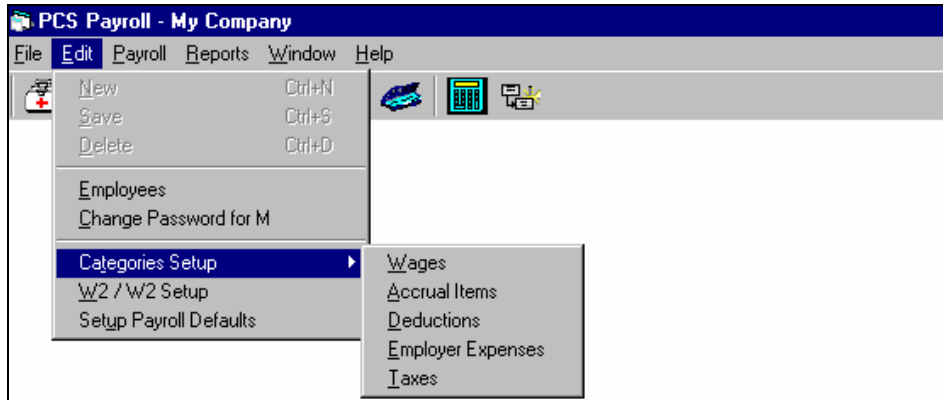 PCS Payroll - My Company
File Edit Payroll Reports Window Help
New Ctrl+N
Save Ctrl+S
Delete Ctrl+D
Employees
Change Password for M
Categories Setup
W2 / W2 Setup
Setup Payroll Defaults
Wages
Accrual Items
Deductions
Employer Expenses
Taxes